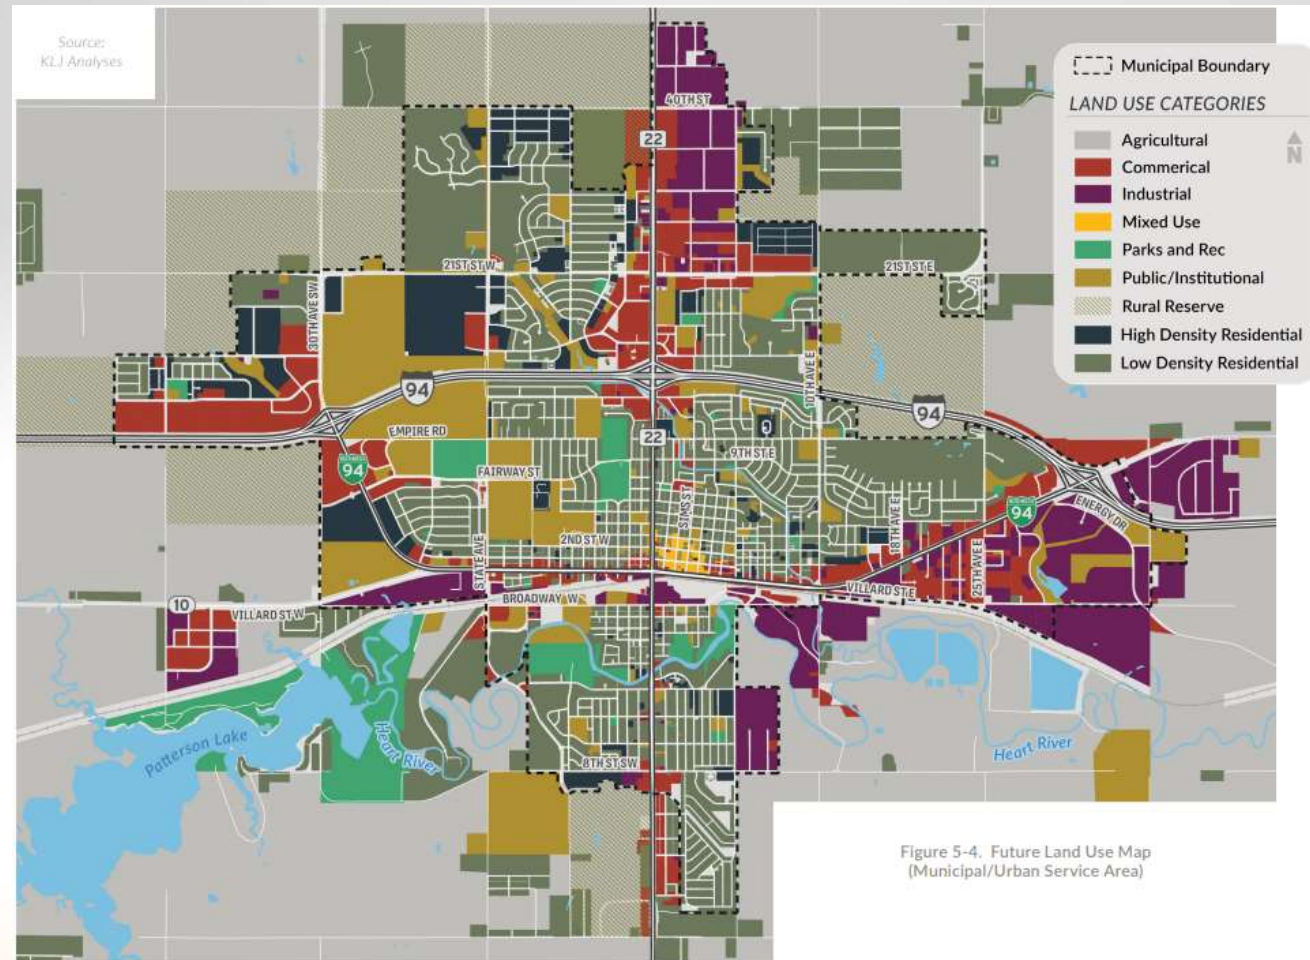 Source:
KLJ Analyses
Municipal Boundary
LAND USE CATEGORIES
Agricultural
Commerical
Industrial
Mixed Use
Parks and Rec
Public/Institutional
Rural Reserve
High Density Residential
Low Density Residential
N
40TH ST
22
21ST ST W
21ST ST E
30TH AVE SW
94
10TH AVE E
94
EMPIRE RD
22
9TH ST E
94
FAIRWAY ST
SIMS ST
94
ENERGY DR
18TH AVE E
2ND ST W
STATE AVE
25TH AVE E
VILLARD ST E
BROADWAY W
10
VILLARD ST W
Patterson Lake
Heart River
Heart River
8TH ST SW
Figure 5-4. Future Land Use Map
(Municipal/Urban Service Area)